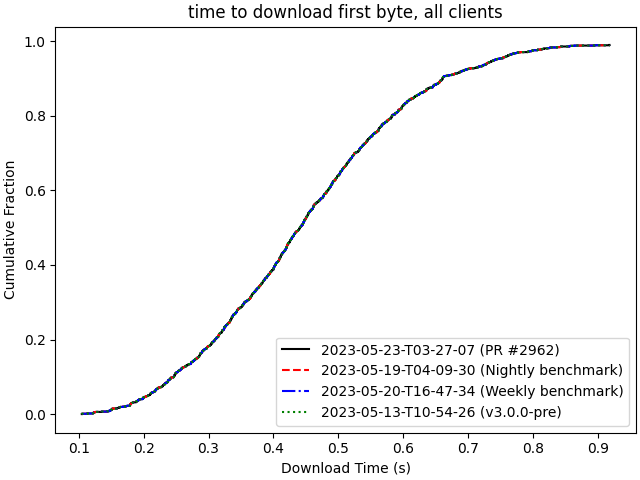 time to download first byte, all clients
Cumulative Fraction
1.0
0.8
0.6
0.4
0.2
0.0
2023-05-23-T03-27-07 (PR #2962)
2023-05-19-T04-09-30 (Nightly benchmark)
2023-05-20-T16-47-34 (Weekly benchmark)
2023-05-13-T10-54-26 (v3.0.0-pre)
0.1 0.2 0.3 0.4 0.5 0.6 0.7 0.8 0.9
Download Time (s)